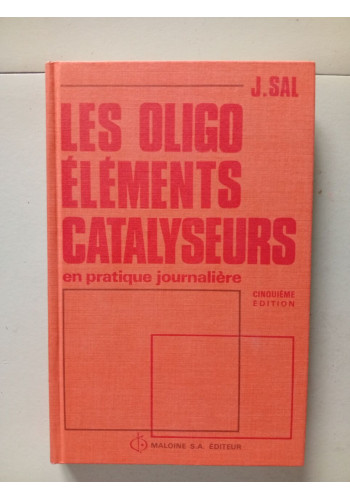 J. SAL
LES OLIGO
ÉLÉMENTS
CATALYSEURS
en pratique journalière
CINQUIÈME
ÉDITION
MALOINE S.A. ÉDITEUR